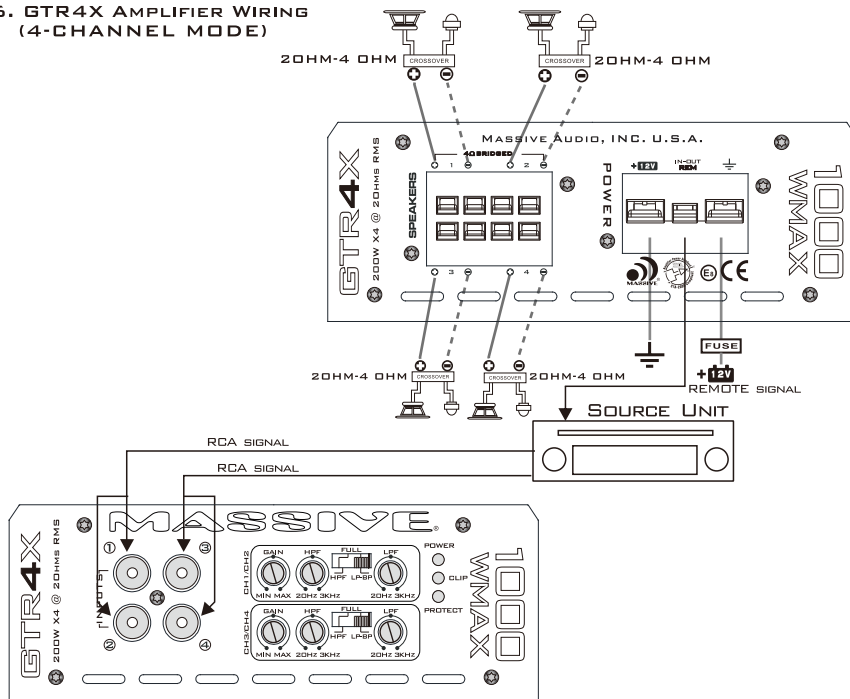 6. GTR4X AMPLIFIER WIRING
(4-CHANNEL MODE)
2OHM-4 OHM
CROSSOVER
CROSSOVER
2OHM-4 OHM
MASSIVE AUDIO, INC. U.S.A.
4Ω BRIDGED
1
2
SPEAKERS
3
4
GTR4X
200W X4 @ 2OHMS RMS
POWER
+12V
IN-OUT
REM
MASSIVE
E8
CE
1000
WMAX
FUSE
+12V
REMOTE SIGNAL
2OHM-4 OHM
CROSSOVER
CROSSOVER
2OHM-4 OHM
SOURCE UNIT
RCA SIGNAL
RCA SIGNAL
MASSIVE®
GTR4X
200W X4 @ 2OHMS RMS
INPUTS
1
3
2
4
CH1/CH2
GAIN
HPF
FULL
LPF
MIN MAX
20HZ 3KHZ
HPF
LP-BP
20HZ 3KHZ
CH3/CH4
GAIN
HPF
FULL
LPF
MIN MAX
20HZ 3KHZ
HPF
LP-BP
20HZ 3KHZ
POWER
CLIP
PROTECT
1000
WMAX